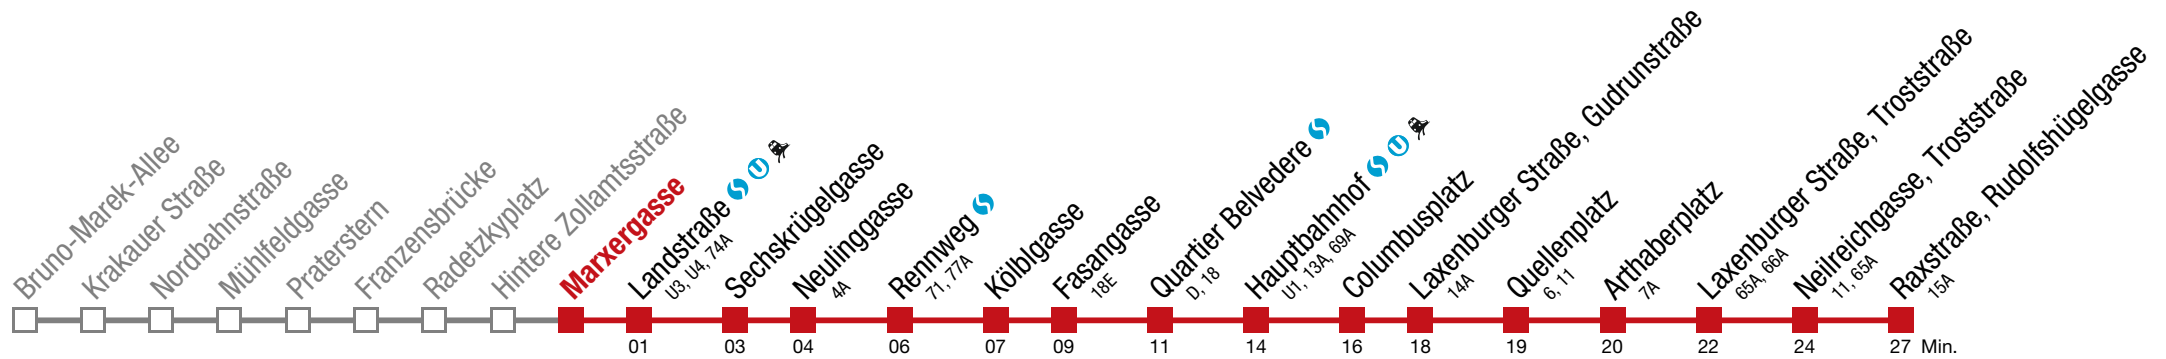 Bruno-Marek-Allee
Krakauer Straße
Nordbahnstraße
Mühlfeldgasse
Praterstern
Franzensbrücke
Radetzkyplatz
Hintere Zollamtsstraße
Marxergasse
Landstraße S U
U3, U4, 74A
Sechskrügelgasse
Neulinggasse
4A
Rennweg S
71, 77A
Kölblgasse
Fasangasse
18E
Quartier Belvedere S
D, 18
Hauptbahnhof S U
U1, 13A, 69A
Columbusplatz
Laxenburger Straße, Gudrunstraße
14A
Quellenplatz
6, 11
Arthaberplatz
7A
Laxenburger Straße, Troststraße
65A, 66A
Neilreichgasse, Troststraße
11, 65A
Raxstraße, Rudolfshügelgasse
15A
01 03 04 06 07 09 11 14 16 18 19 20 22 24 27 Min.